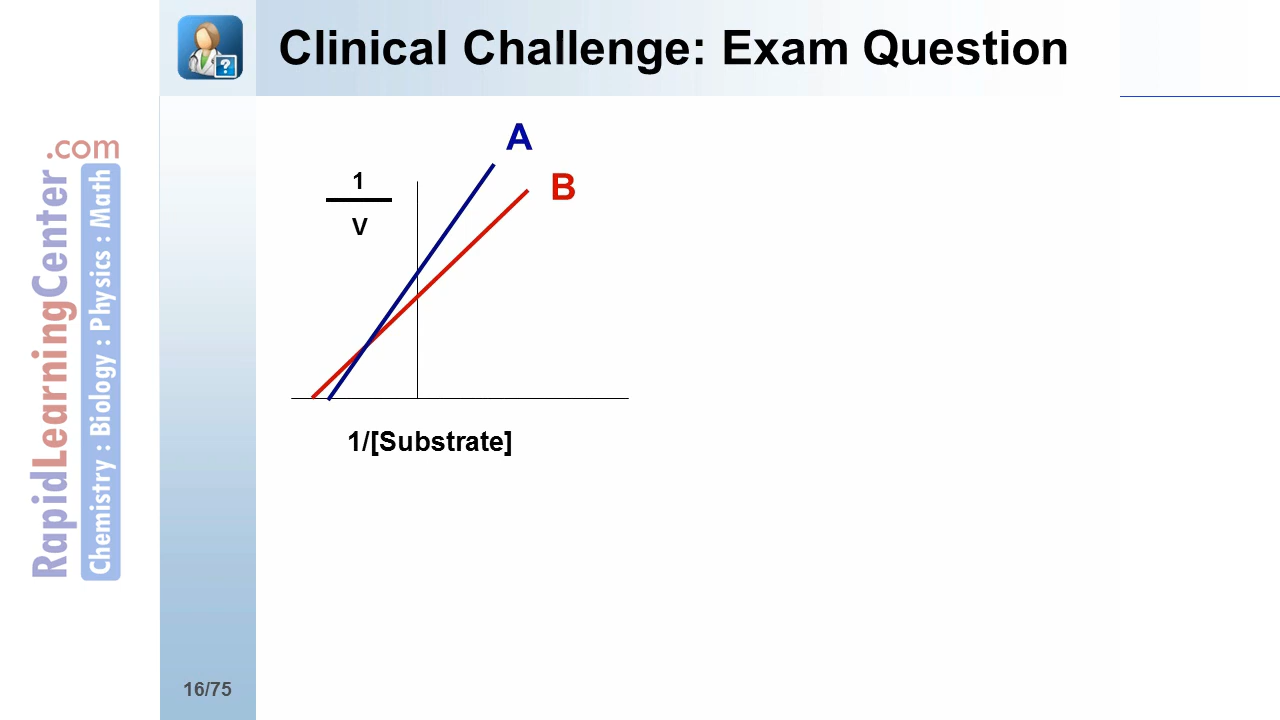 Clinical Challenge: Exam Question
RapidLearningCenter.com
Chemistry : Biology : Physics : Math
?
A
B
1
V
1/[Substrate]
16/75